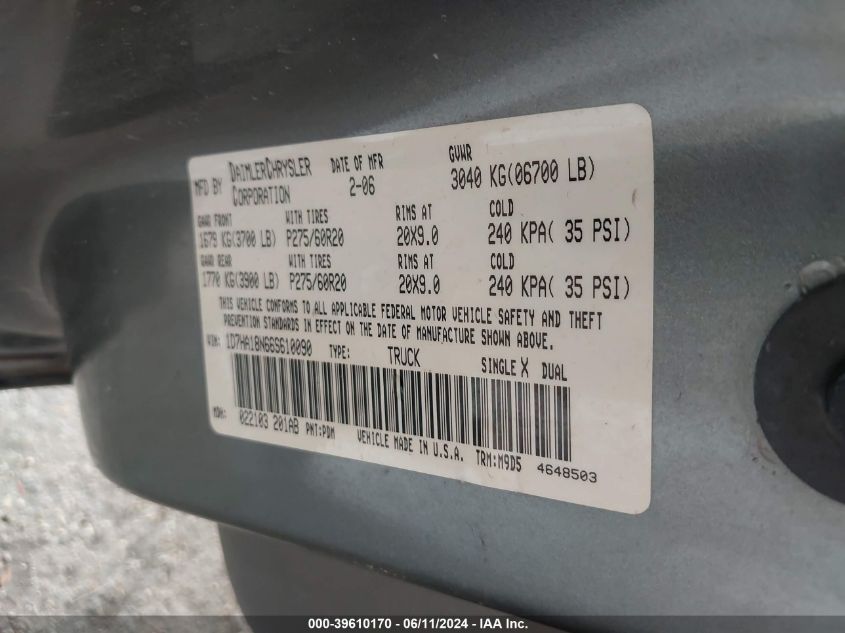 MFD BY DAIMLERCHRYSLER CORPORATION DATE OF MFR 2-06 GVWR 3040 KG(06700 LB)
GAWR FRONT WITH TIRES RIMS AT COLD
1679 KG(3700 LB) P275/60R20 20X9.0 240 KPA( 35 PSI)
GAWR REAR WITH TIRES RIMS AT COLD
1770 KG(3900 LB) P275/60R20 20X9.0 240 KPA( 35 PSI)
THIS VEHICLE CONFORMS TO ALL APPLICABLE FEDERAL MOTOR VEHICLE SAFETY AND THEFT
PREVENTION STANDARDS IN EFFECT ON THE DATE OF MANUFACTURE SHOWN ABOVE.
VIN: 1D7HA18N66S610090 TYPE: TRUCK SINGLE X DUAL
MDH: 022103 201AB PNT:PDM VEHICLE MADE IN U.S.A. TRM:M9D5 4648503
000-39610170 - 06/11/2024 - IAA Inc.